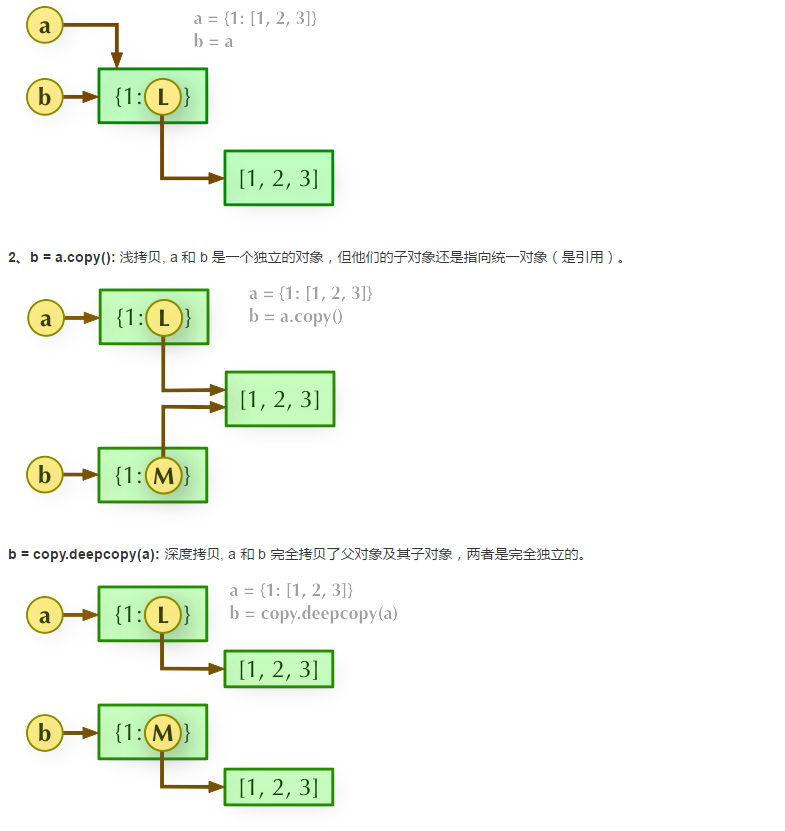 a
a = {1: [1, 2, 3]}
b = a
b
{1: L }
[1, 2, 3]
2、b = a.copy(): 浅拷贝, a 和 b 是一个独立的对象，但他们的子对象还是指向统一对象（是引用）。
a = {1: [1, 2, 3]}
a
{1: L }
b = a.copy()
[1, 2, 3]
b
{1: M }
b = copy.deepcopy(a): 深度拷贝, a 和 b 完全拷贝了父对象及其子对象，两者是完全独立的。
a = {1: [1, 2, 3]}
a
{1: L }
b = copy.deepcopy(a)
[1, 2, 3]
b
{1: M }
[1, 2, 3]